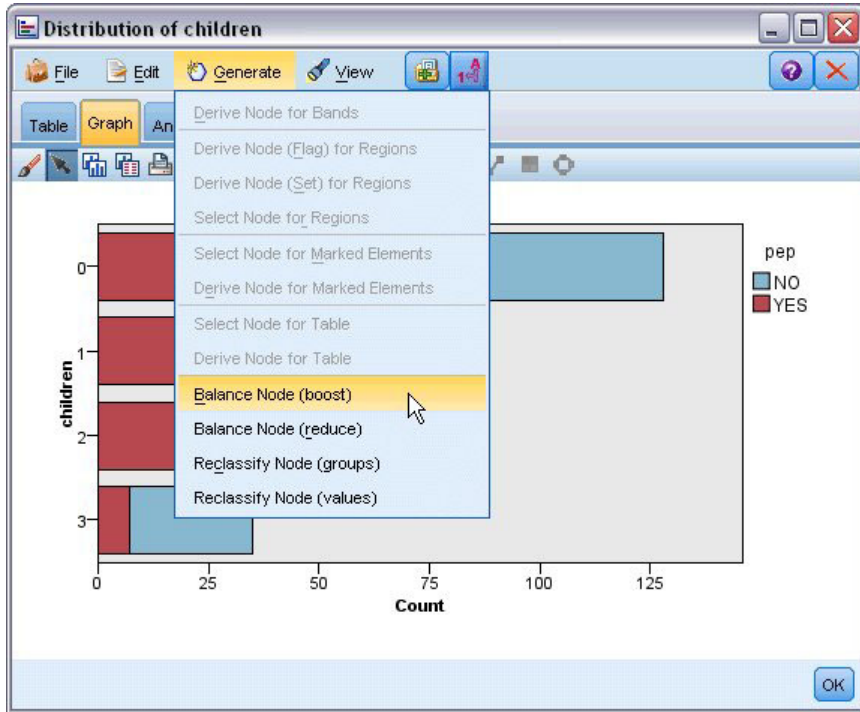 Distribution of children
File Edit Generate View
Table Graph An
Derive Node for Bands
Derive Node (Flag) for Regions
Derive Node (Set) for Regions
Select Node for Regions
Select Node for Marked Elements
Derive Node for Marked Elements
Select Node for Table
Derive Node for Table
Balance Node (boost)
Balance Node (reduce)
Reclassify Node (groups)
Reclassify Node (values)
children
0
1
2
3
0 25 50 75 100 125
Count
pep
NO
YES
OK